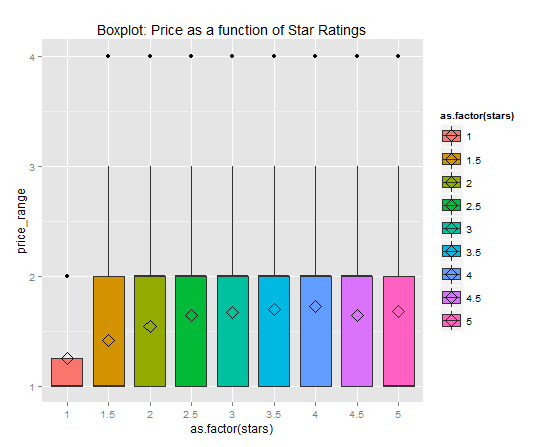 Boxplot: Price as a function of Star Ratings
4
3
2
1
price_range
1 1.5 2 2.5 3 3.5 4 4.5 5
as.factor(stars)
as.factor(stars)
1
1.5
2
2.5
3
3.5
4
4.5
5